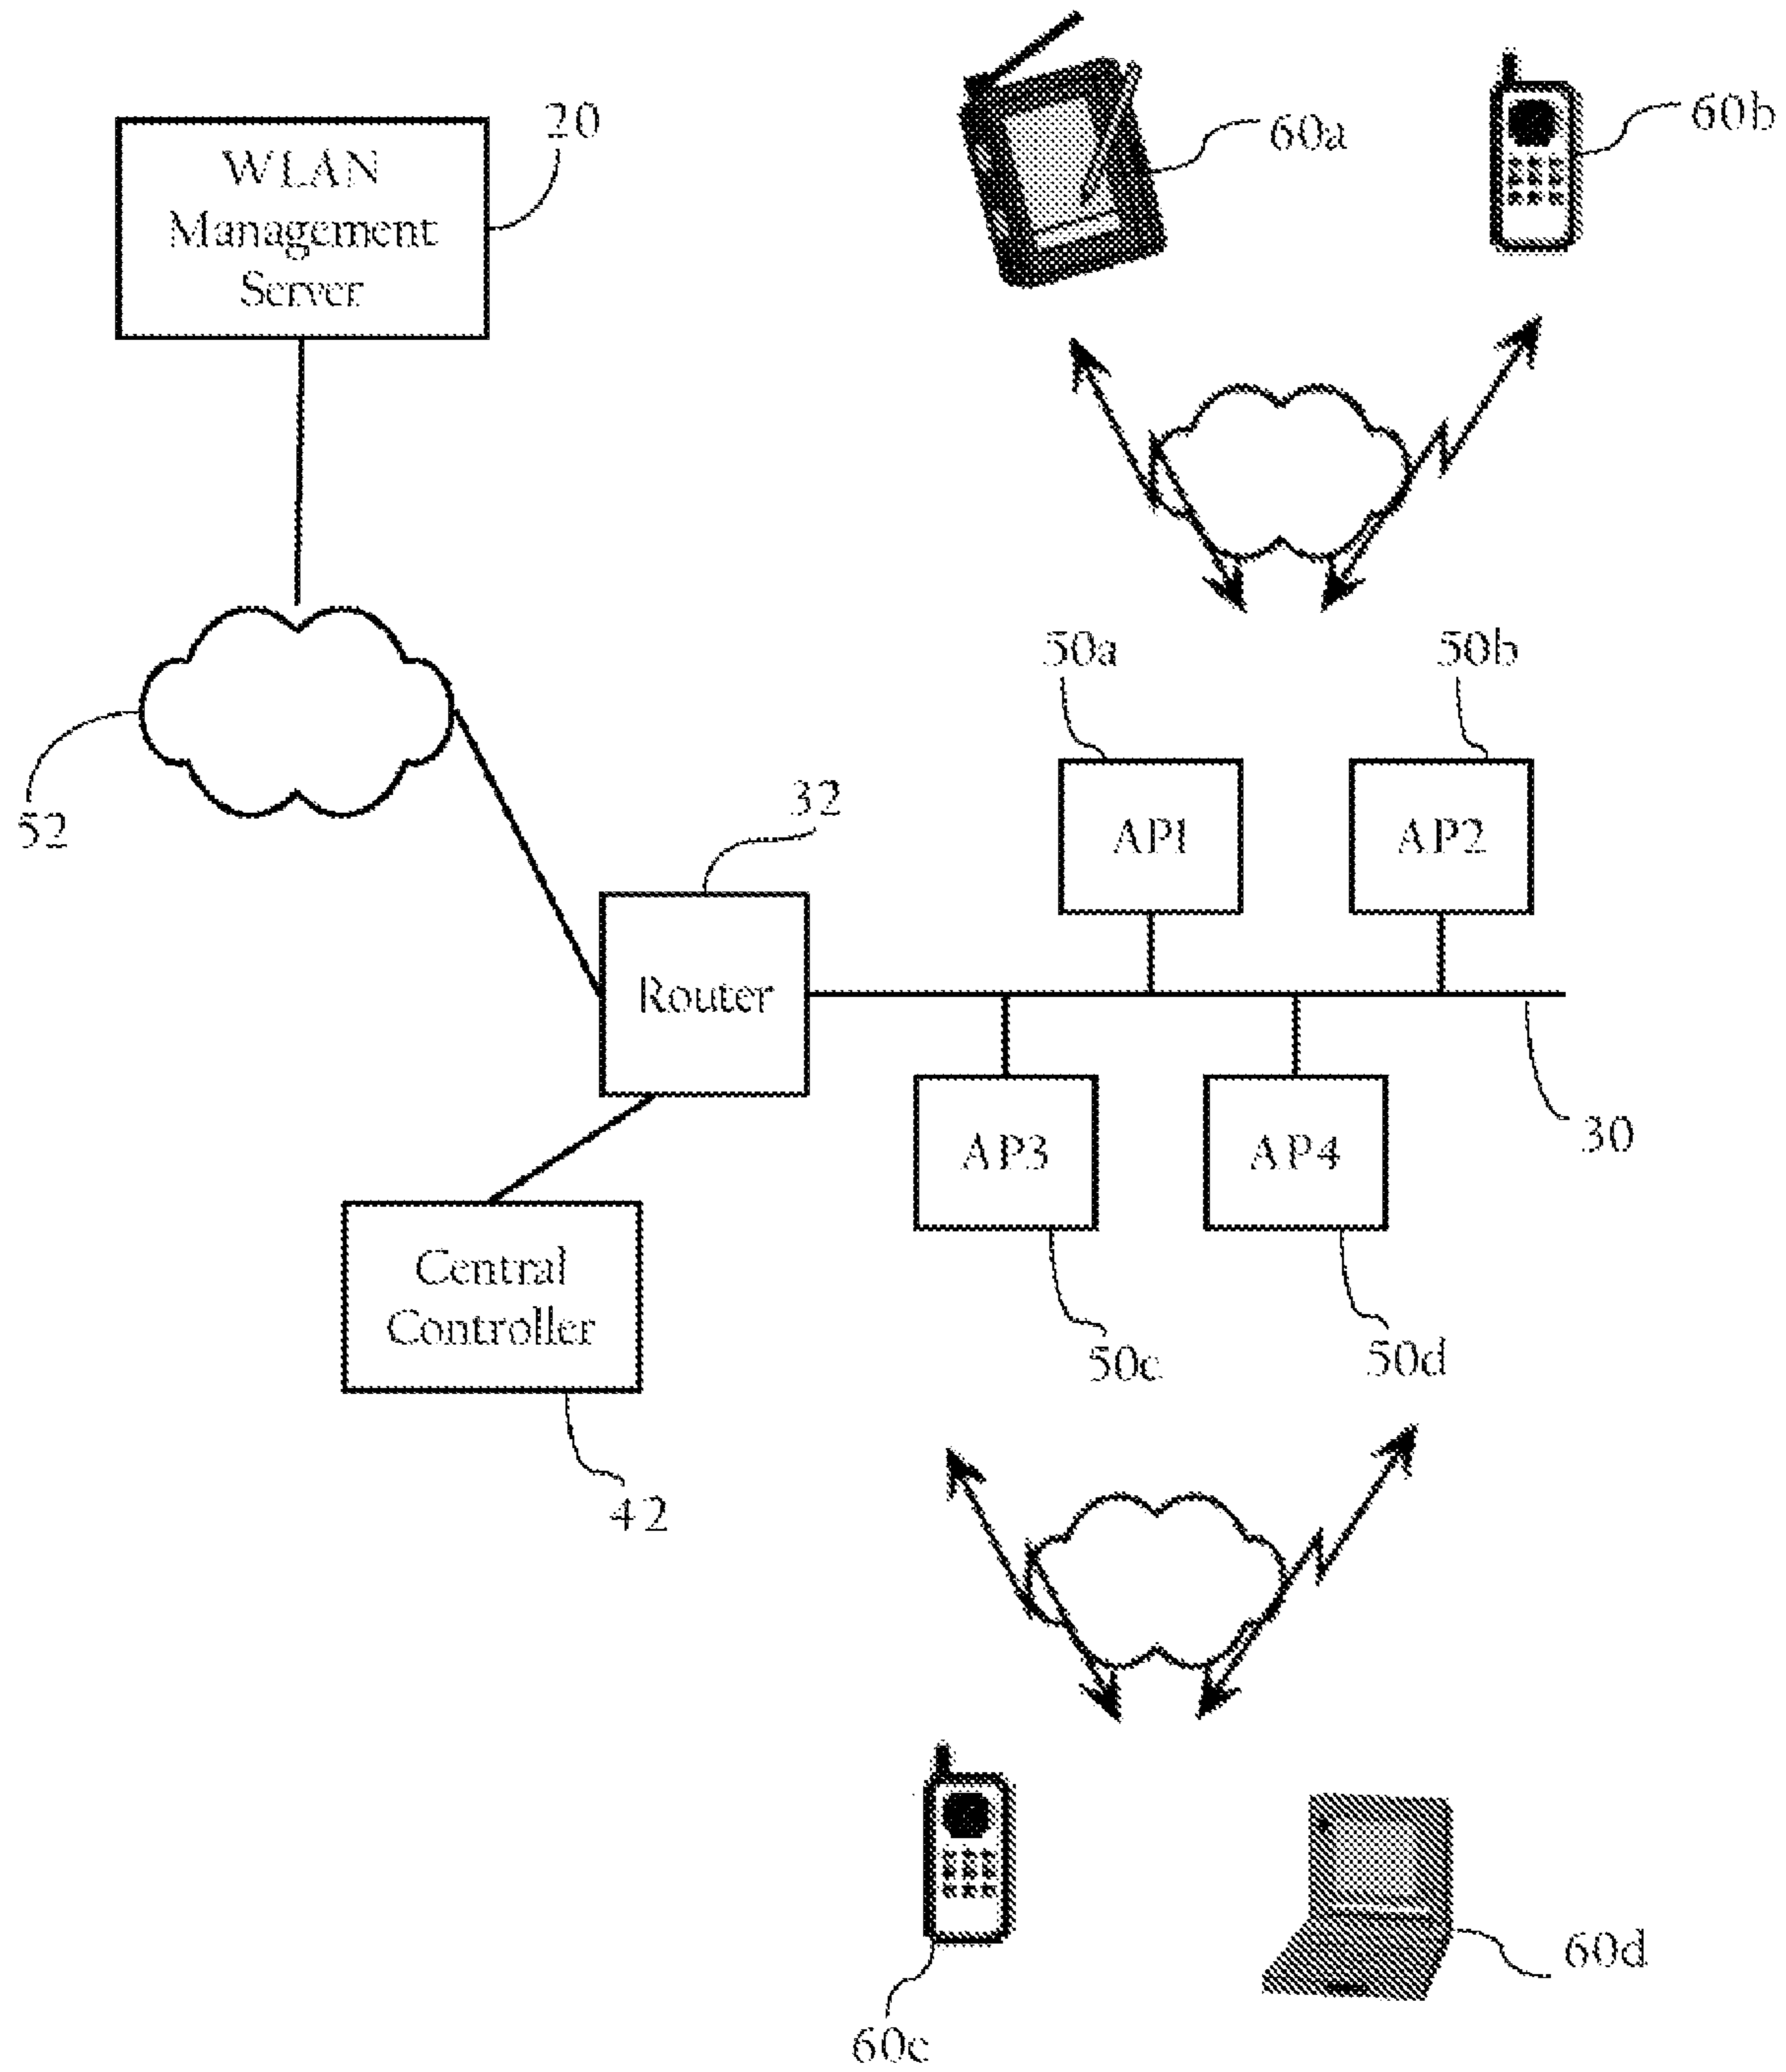 20
WLAN
Management
Server
60a
60b
52
50a
50b
32
AP1
AP2
Router
30
AP3
AP4
Central
Controller
50c
50d
42
60c
60d